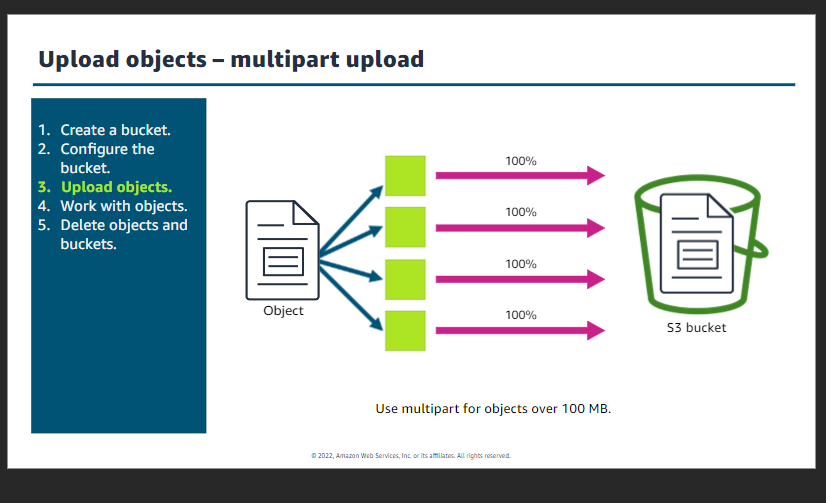 Upload objects – multipart upload
1. Create a bucket.
2. Configure the
bucket.
3. Upload objects.
4. Work with objects.
5. Delete objects and
buckets.
100%
100%
100%
100%
Object
S3 bucket
Use multipart for objects over 100 MB.
© 2022, Amazon Web Services, Inc. or its affiliates. All rights reserved.